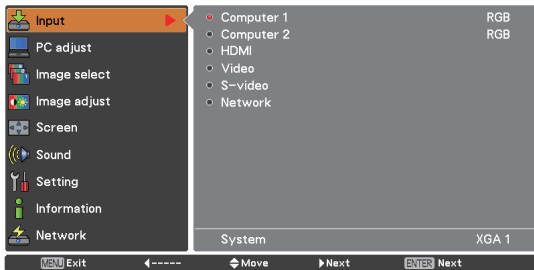 Input
PC adjust
Image select
Image adjust
Screen
Sound
Setting
Information
Network
Computer 1 RGB
Computer 2 RGB
HDMI
Video
S-video
Network
System XGA 1
MENU Exit ----- Move Next ENTER Next